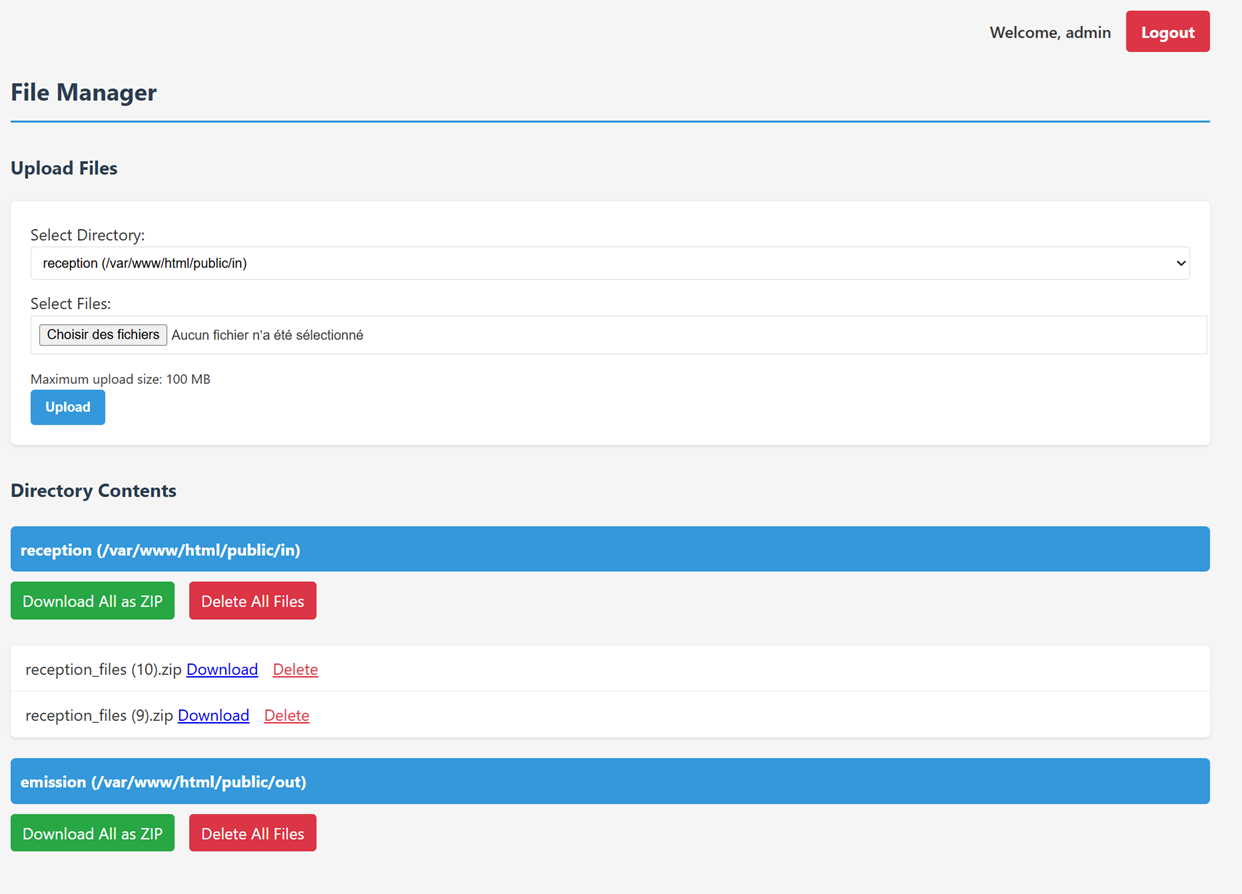 Welcome, admin Logout
File Manager
Upload Files
Select Directory:
reception (/var/www/html/public/in)
Select Files:
Choisir des fichiers Aucun fichier n'a été sélectionné
Maximum upload size: 100 MB
Upload
Directory Contents
reception (/var/www/html/public/in)
Download All as ZIP Delete All Files
reception_files (10).zip Download Delete
reception_files (9).zip Download Delete
emission (/var/www/html/public/out)
Download All as ZIP Delete All Files